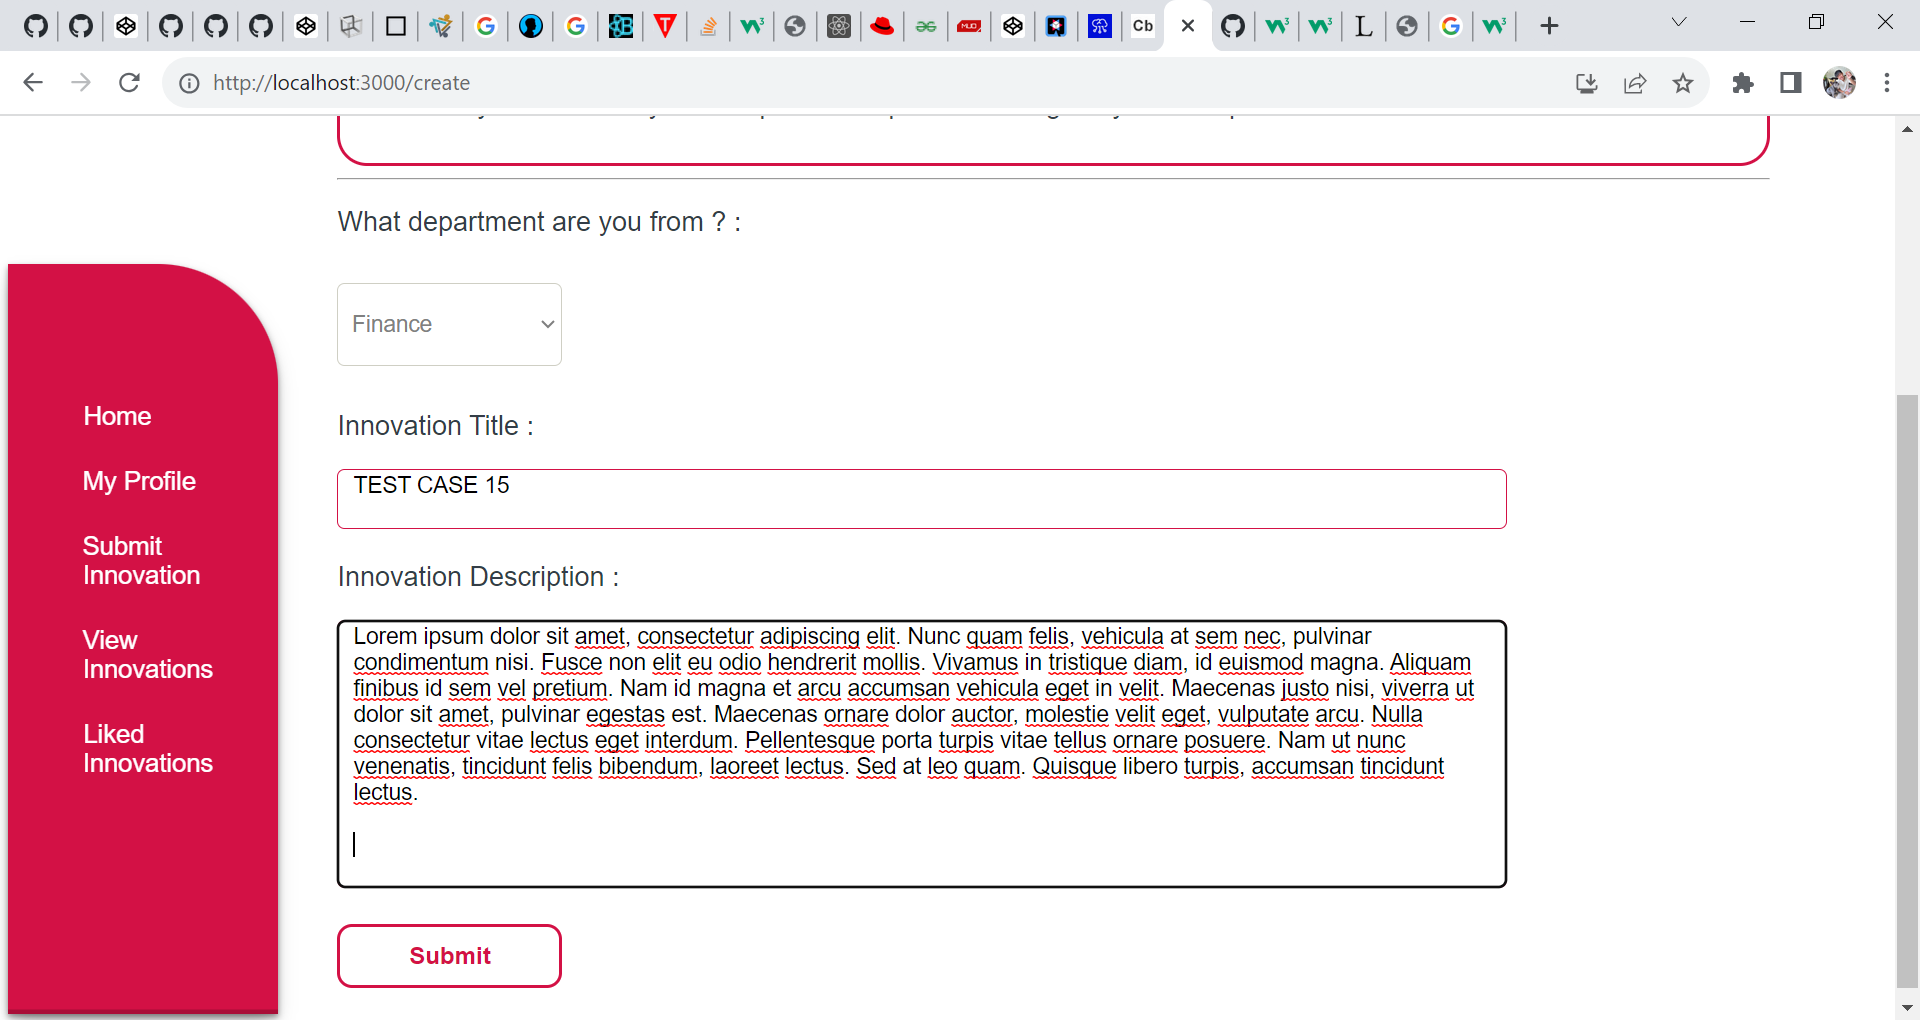 Cb
http://localhost:3000/create
What department are you from ? :
Finance
Home
My Profile
Submit
Innovation
View
Innovations
Liked
Innovations
Innovation Title :
TEST CASE 15
Innovation Description :
Lorem ipsum dolor sit amet, consectetur adipiscing elit. Nunc quam felis, vehicula at sem nec, pulvinar
condimentum nisi. Fusce non elit eu odio hendrerit mollis. Vivamus in tristique diam, id euismod magna. Aliquam
finibus id sem vel pretium. Nam id magna et arcu accumsan vehicula eget in velit. Maecenas justo nisi, viverra ut
dolor sit amet, pulvinar egestas est. Maecenas ornare dolor auctor, molestie velit eget, vulputate arcu. Nulla
consectetur vitae lectus eget interdum. Pellentesque porta turpis vitae tellus ornare posuere. Nam ut nunc
venenatis, tincidunt felis bibendum, laoreet lectus. Sed at leo quam. Quisque libero turpis, accumsan tincidunt
lectus.
Submit